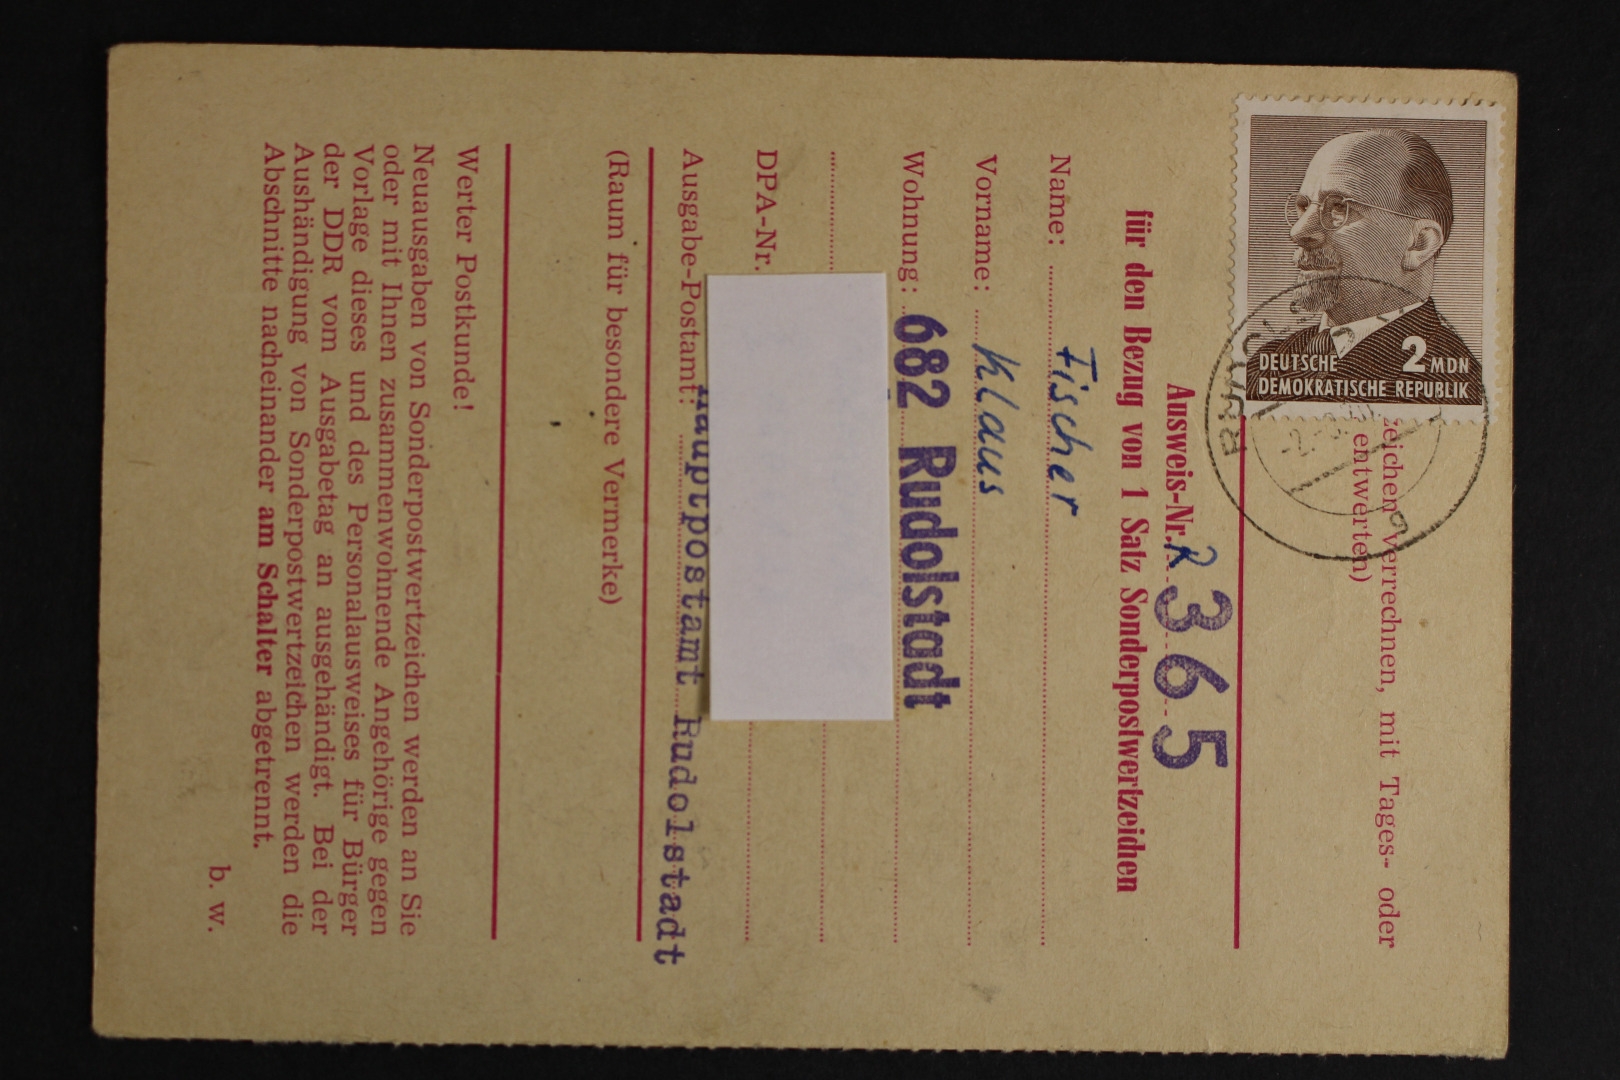 2 MDN
DEUTSCHE
DEMOKRATISCHE REPUBLIK
zeichen verrechnen, mit Tages- oder
entwerten)
Ausweis-Nr. R 365
für den Bezug von 1 Satz Sonderpostwertzeichen
Name: Fischer
Vorname: Klaus
Wohnung: 682 Rudolstadt
DPA-Nr.
Ausgabe-Postamt: Hauptpostamt Rudolstadt
(Raum für besondere Vermerke)
Werter Postkunde!
Neuausgaben von Sonderpostwertzeichen werden an Sie
oder mit Ihnen zusammenwohnende Angehörige gegen
Vorlage dieses und des Personalausweises für Bürger
der DDR vom Ausgabetag an ausgehändigt. Bei der
Aushändigung von Sonderpostwertzeichen werden die
Abschnitte nacheinander am Schalter abgetrennt.
b. w.